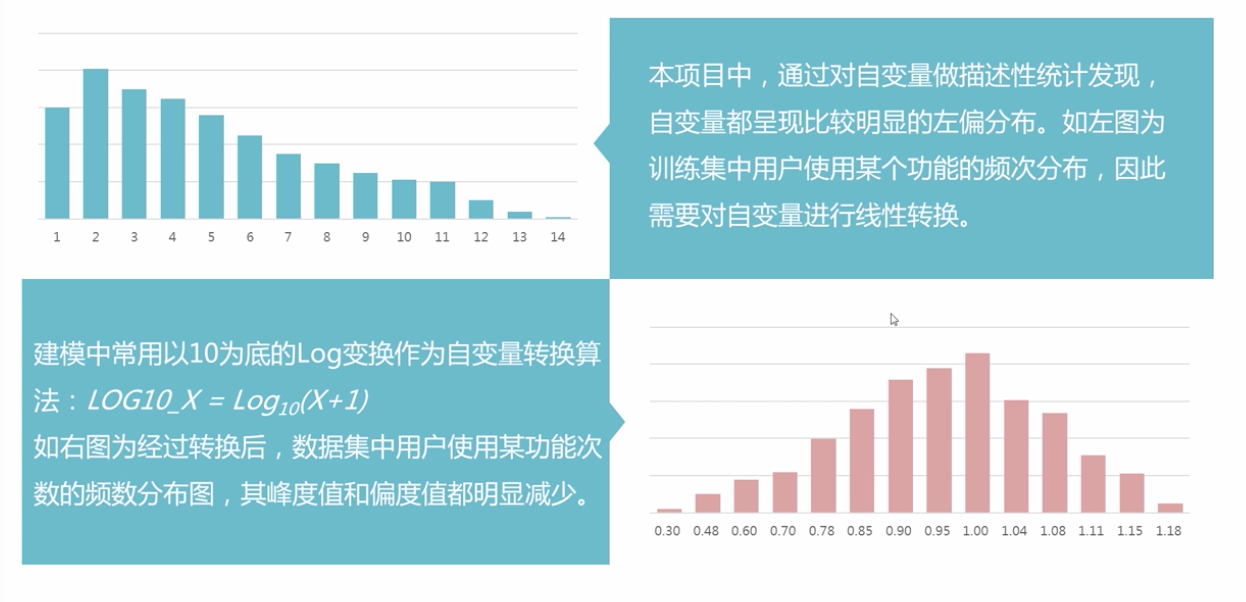 本项目中，通过对自变量做描述性统计发现，
自变量都呈现比较明显的左偏分布。如左图为
训练集中用户使用某个功能的频次分布，因此
需要对自变量进行线性转换。
1 2 3 4 5 6 7 8 9 10 11 12 13 14
建模中常用以10为底的Log变换作为自变量转换算
法：LOG10_X = Log₁₀(X+1)
如右图为经过转换后，数据集中用户使用某功能次
数的频数分布图，其峰度值和偏度值都明显减少。
0.30 0.48 0.60 0.70 0.78 0.85 0.90 0.95 1.00 1.04 1.08 1.11 1.15 1.18